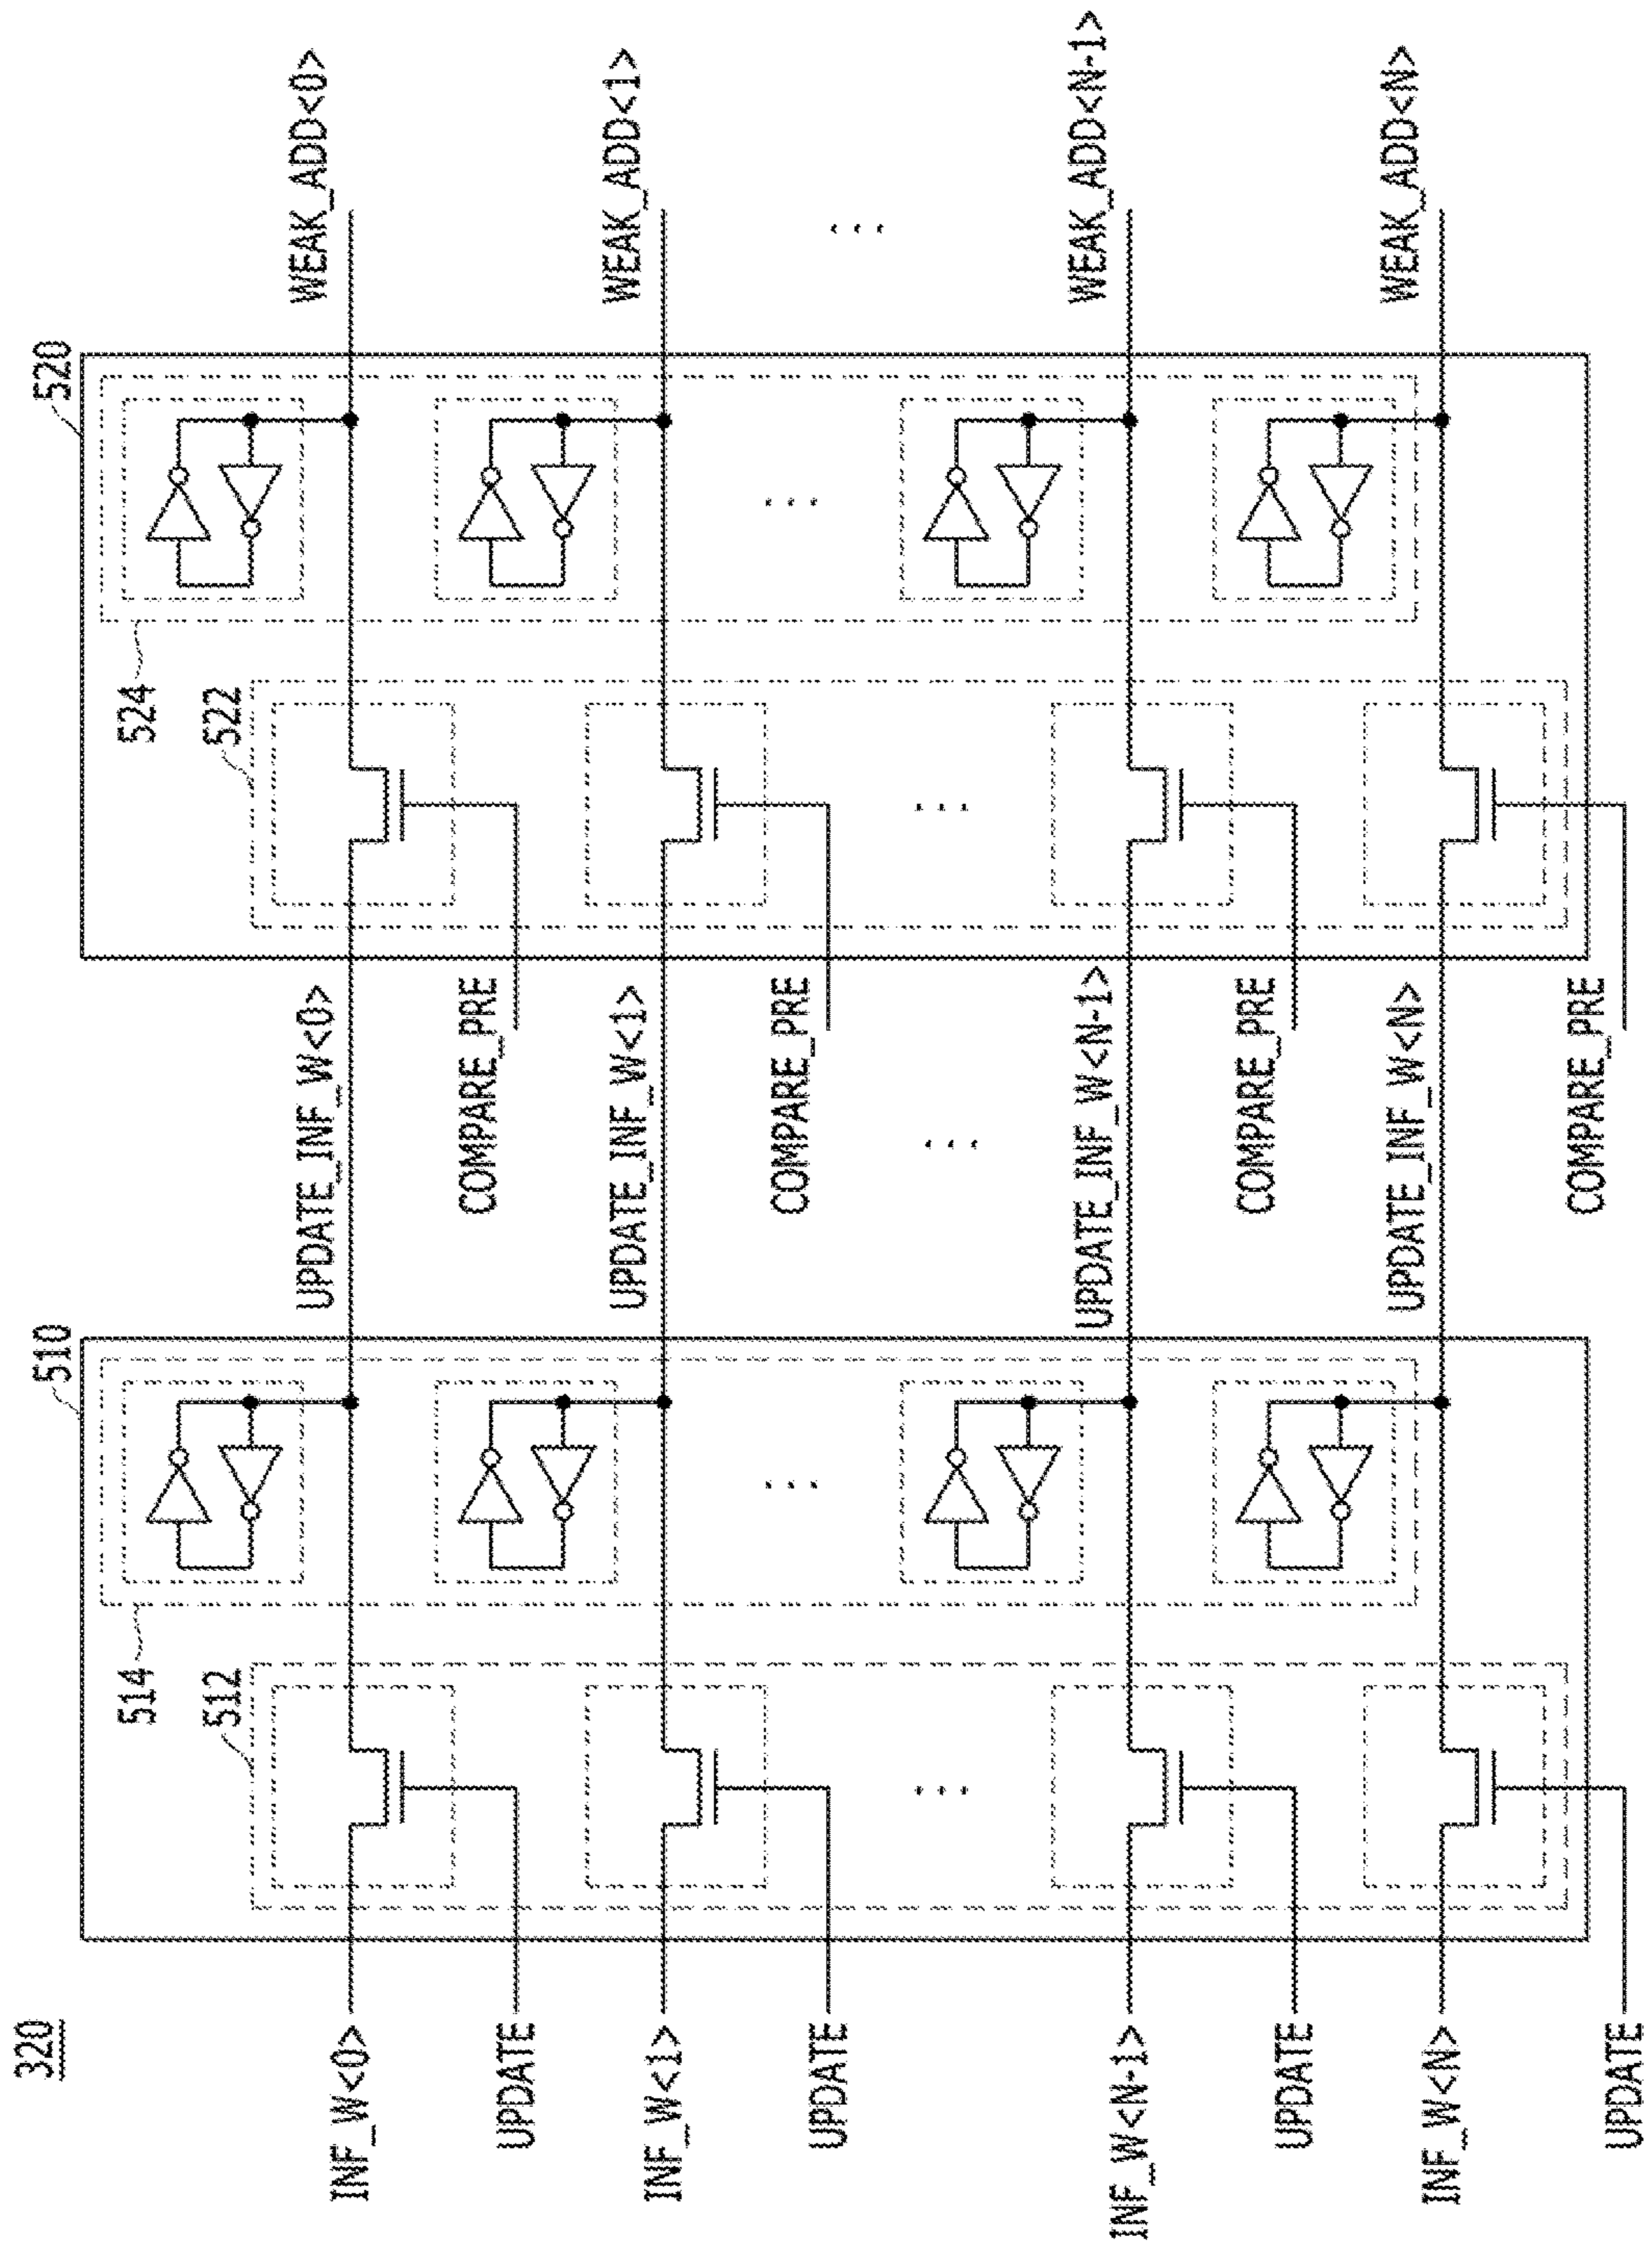 320
510
520
514
512
524
522
INF_W<0>
UPDATE_INF_W<0>
WEAK_ADD<0>
UPDATE
COMPARE_PRE
INF_W<1>
UPDATE_INF_W<1>
WEAK_ADD<1>
UPDATE
COMPARE_PRE
...
...
...
...
...
...
INF_W<N-1>
UPDATE_INF_W<N-1>
WEAK_ADD<N-1>
UPDATE
COMPARE_PRE
INF_W<N>
UPDATE_INF_W<N>
WEAK_ADD<N>
UPDATE
COMPARE_PRE